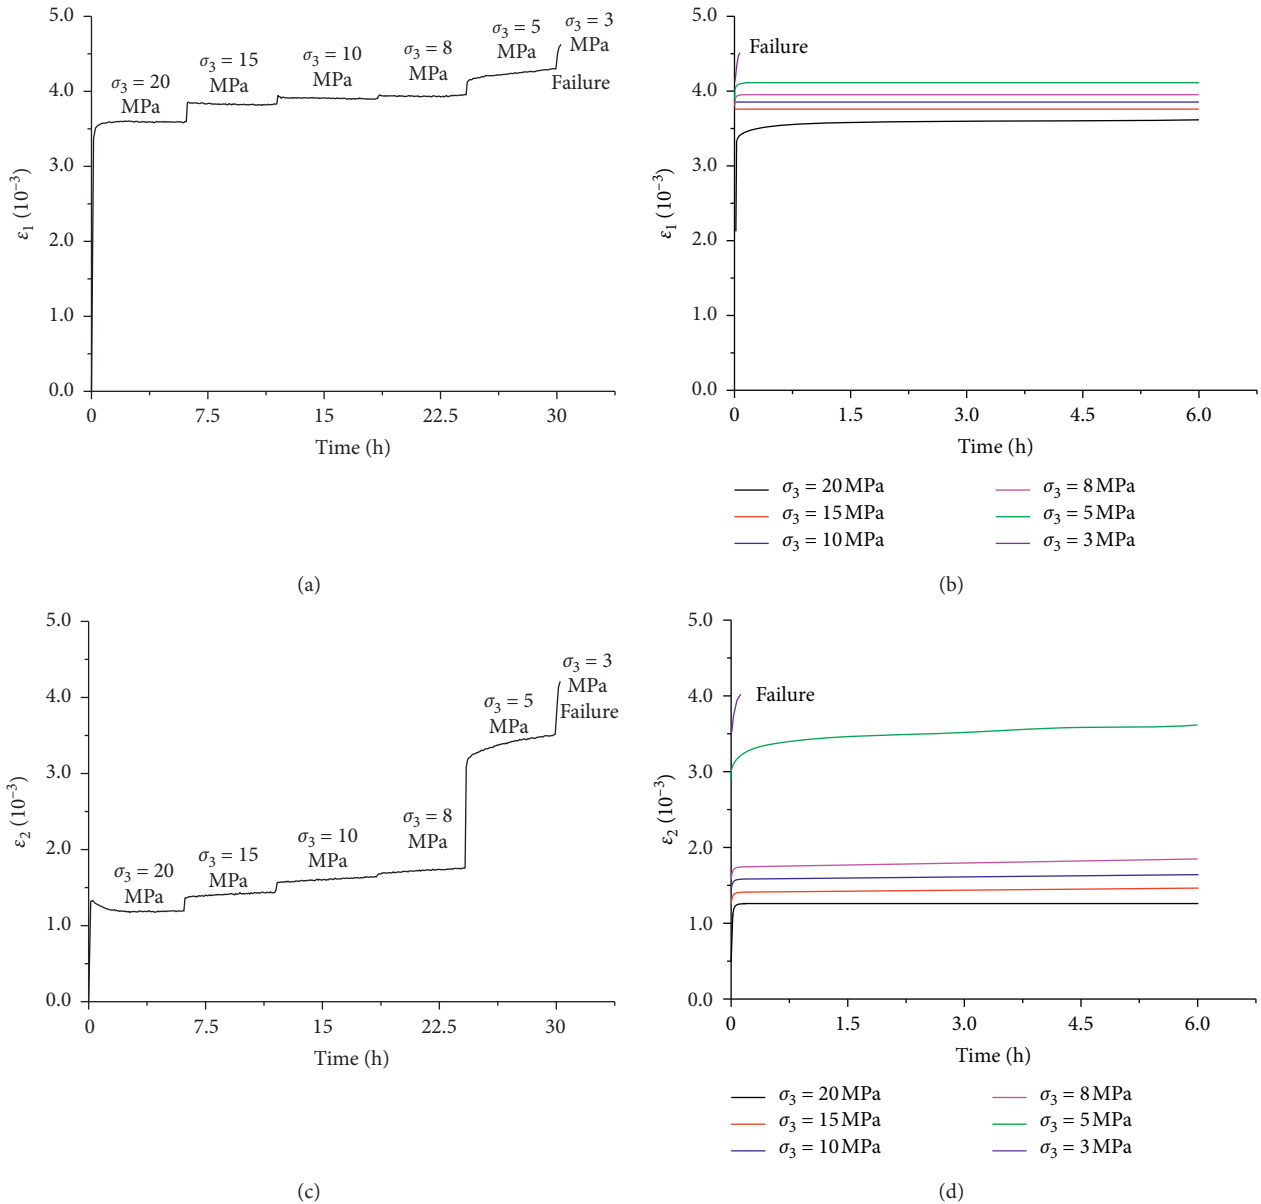 5.0
4.0
3.0
2.0
1.0
0.0
ε1 (10−3)
σ3 = 20
MPa
σ3 = 15
MPa
σ3 = 10
MPa
σ3 = 8
MPa
σ3 = 5
MPa
σ3 = 3
MPa
Failure
0
7.5
15
22.5
30
Time (h)
(a)
5.0
4.0
3.0
2.0
1.0
0.0
ε1 (10−3)
Failure
0
1.5
3.0
4.5
6.0
Time (h)
σ3 = 20 MPa
σ3 = 15 MPa
σ3 = 10 MPa
σ3 = 8 MPa
σ3 = 5 MPa
σ3 = 3 MPa
(b)
5.0
4.0
3.0
2.0
1.0
0.0
ε2 (10−3)
σ3 = 20
MPa
σ3 = 15
MPa
σ3 = 10
MPa
σ3 = 8
MPa
σ3 = 5
MPa
σ3 = 3
MPa
Failure
0
7.5
15
22.5
30
Time (h)
(c)
5.0
4.0
3.0
2.0
1.0
0.0
ε2 (10−3)
Failure
0
1.5
3.0
4.5
6.0
Time (h)
σ3 = 20 MPa
σ3 = 15 MPa
σ3 = 10 MPa
σ3 = 8 MPa
σ3 = 5 MPa
σ3 = 3 MPa
(d)